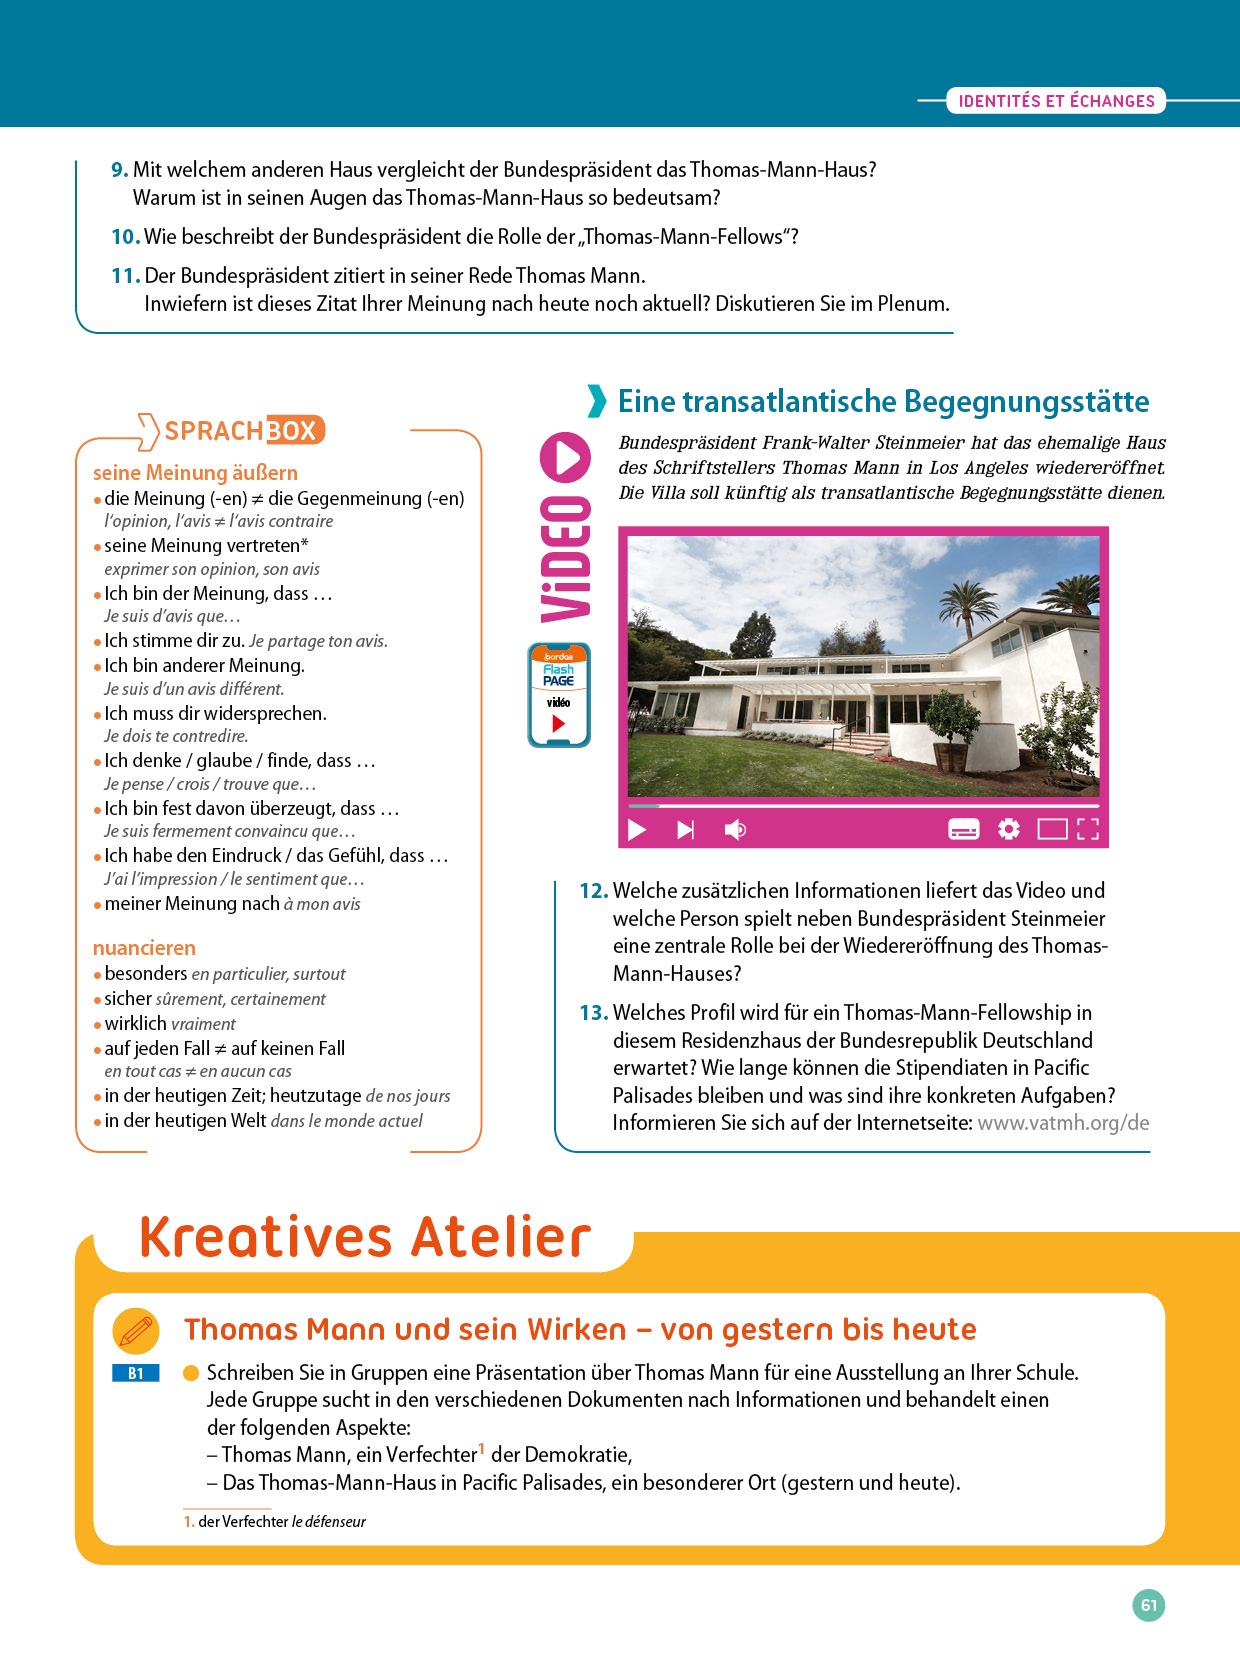 IDENTITÉS ET ÉCHANGES
9. Mit welchem anderen Haus vergleicht der Bundespräsident das Thomas-Mann-Haus?
Warum ist in seinen Augen das Thomas-Mann-Haus so bedeutsam?
10. Wie beschreibt der Bundespräsident die Rolle der „Thomas-Mann-Fellows“?
11. Der Bundespräsident zitiert in seiner Rede Thomas Mann.
Inwiefern ist dieses Zitat Ihrer Meinung nach heute noch aktuell? Diskutieren Sie im Plenum.
SPRACHBOX
seine Meinung äußern
• die Meinung (-en) ≠ die Gegenmeinung (-en)
l‘opinion, l‘avis ≠ l‘avis contraire
• seine Meinung vertreten*
exprimer son opinion, son avis
• Ich bin der Meinung, dass …
Je suis d’avis que…
• Ich stimme dir zu. Je partage ton avis.
• Ich bin anderer Meinung.
Je suis d’un avis différent.
• Ich muss dir widersprechen.
Je dois te contredire.
• Ich denke / glaube / finde, dass …
Je pense / crois / trouve que…
• Ich bin fest davon überzeugt, dass …
Je suis fermement convaincu que…
• Ich habe den Eindruck / das Gefühl, dass …
J’ai l’impression / le sentiment que…
• meiner Meinung nach à mon avis
nuancieren
• besonders en particulier, surtout
• sicher sûrement, certainement
• wirklich vraiment
• auf jeden Fall ≠ auf keinen Fall
en tout cas ≠ en aucun cas
• in der heutigen Zeit; heutzutage de nos jours
• in der heutigen Welt dans le monde actuel
Eine transatlantische Begegnungsstätte
Bundespräsident Frank-Walter Steinmeier hat das ehemalige Haus
des Schriftstellers Thomas Mann in Los Angeles wiedereröffnet.
Die Villa soll künftig als transatlantische Begegnungsstätte dienen.
ViDEO
bordas
Flash
PAGE
vidéo
12. Welche zusätzlichen Informationen liefert das Video und
welche Person spielt neben Bundespräsident Steinmeier
eine zentrale Rolle bei der Wiedereröffnung des Thomas-
Mann-Hauses?
13. Welches Profil wird für ein Thomas-Mann-Fellowship in
diesem Residenzhaus der Bundesrepublik Deutschland
erwartet? Wie lange können die Stipendiaten in Pacific
Palisades bleiben und was sind ihre konkreten Aufgaben?
Informieren Sie sich auf der Internetseite: www.vatmh.org/de
Kreatives Atelier
Thomas Mann und sein Wirken – von gestern bis heute
B1
Schreiben Sie in Gruppen eine Präsentation über Thomas Mann für eine Ausstellung an Ihrer Schule.
Jede Gruppe sucht in den verschiedenen Dokumenten nach Informationen und behandelt einen
der folgenden Aspekte:
– Thomas Mann, ein Verfechter1 der Demokratie,
– Das Thomas-Mann-Haus in Pacific Palisades, ein besonderer Ort (gestern und heute).
1. der Verfechter le défenseur
61